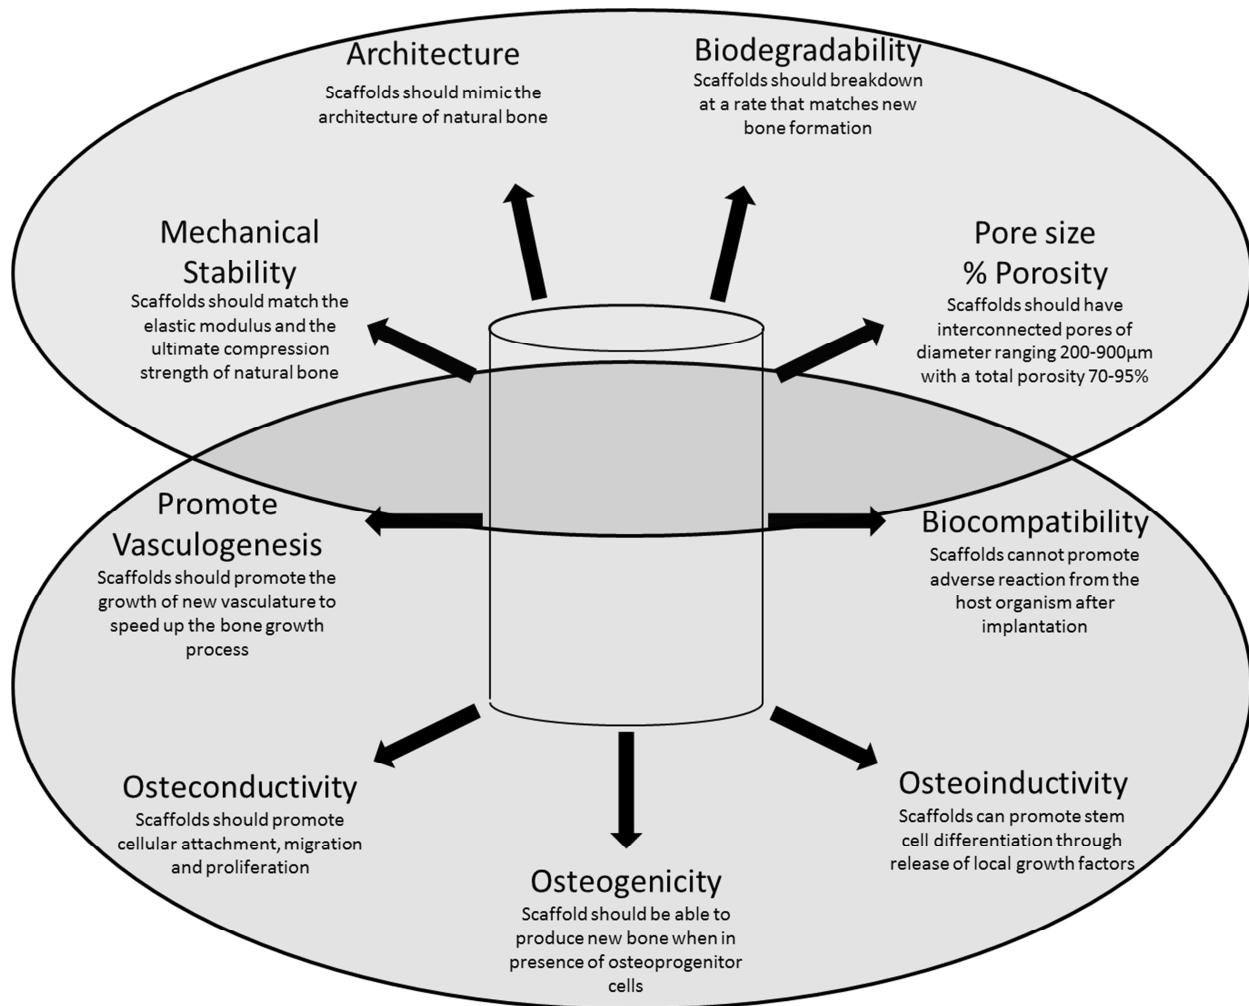 Architecture
Scaffolds should mimic the
architecture of natural bone
Biodegradability
Scaffolds should breakdown
at a rate that matches new
bone formation
Mechanical
Stability
Scaffolds should match the
elastic modulus and the
ultimate compression
strength of natural bone
Pore size
% Porosity
Scaffolds should have
interconnected pores of
diameter ranging 200-900µm
with a total porosity 70-95%
Promote
Vasculogenesis
Scaffolds should promote the
growth of new vasculature to
speed up the bone growth
process
Biocompatibility
Scaffolds cannot promote
adverse reaction from the
host organism after
implantation
Osteconductivity
Scaffolds should promote
cellular attachment, migration
and proliferation
Osteogenicity
Scaffold should be able to
produce new bone when in
presence of osteoprogenitor
cells
Osteoinductivity
Scaffolds can promote stem
cell differentiation through
release of local growth factors